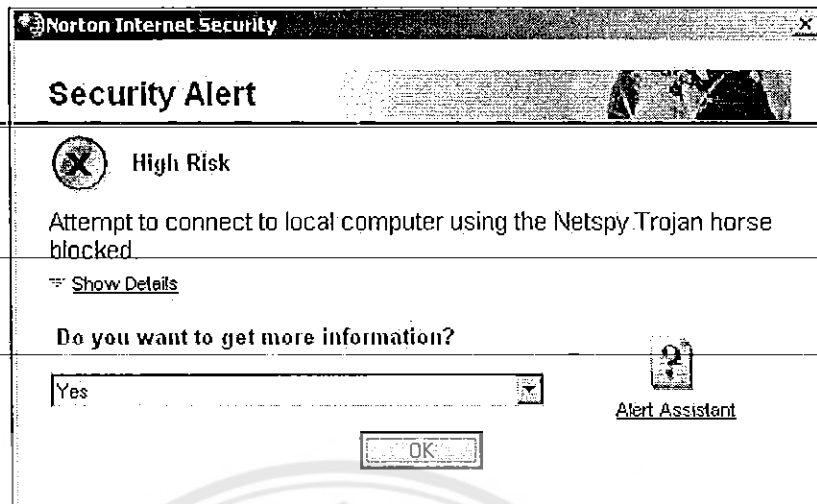 Norton Internet Security
Security Alert
High Risk
Attempt to connect to local computer using the Netspy Trojan horse
blocked.
Show Details
Do you want to get more information?
Yes
Alert Assistant
OK